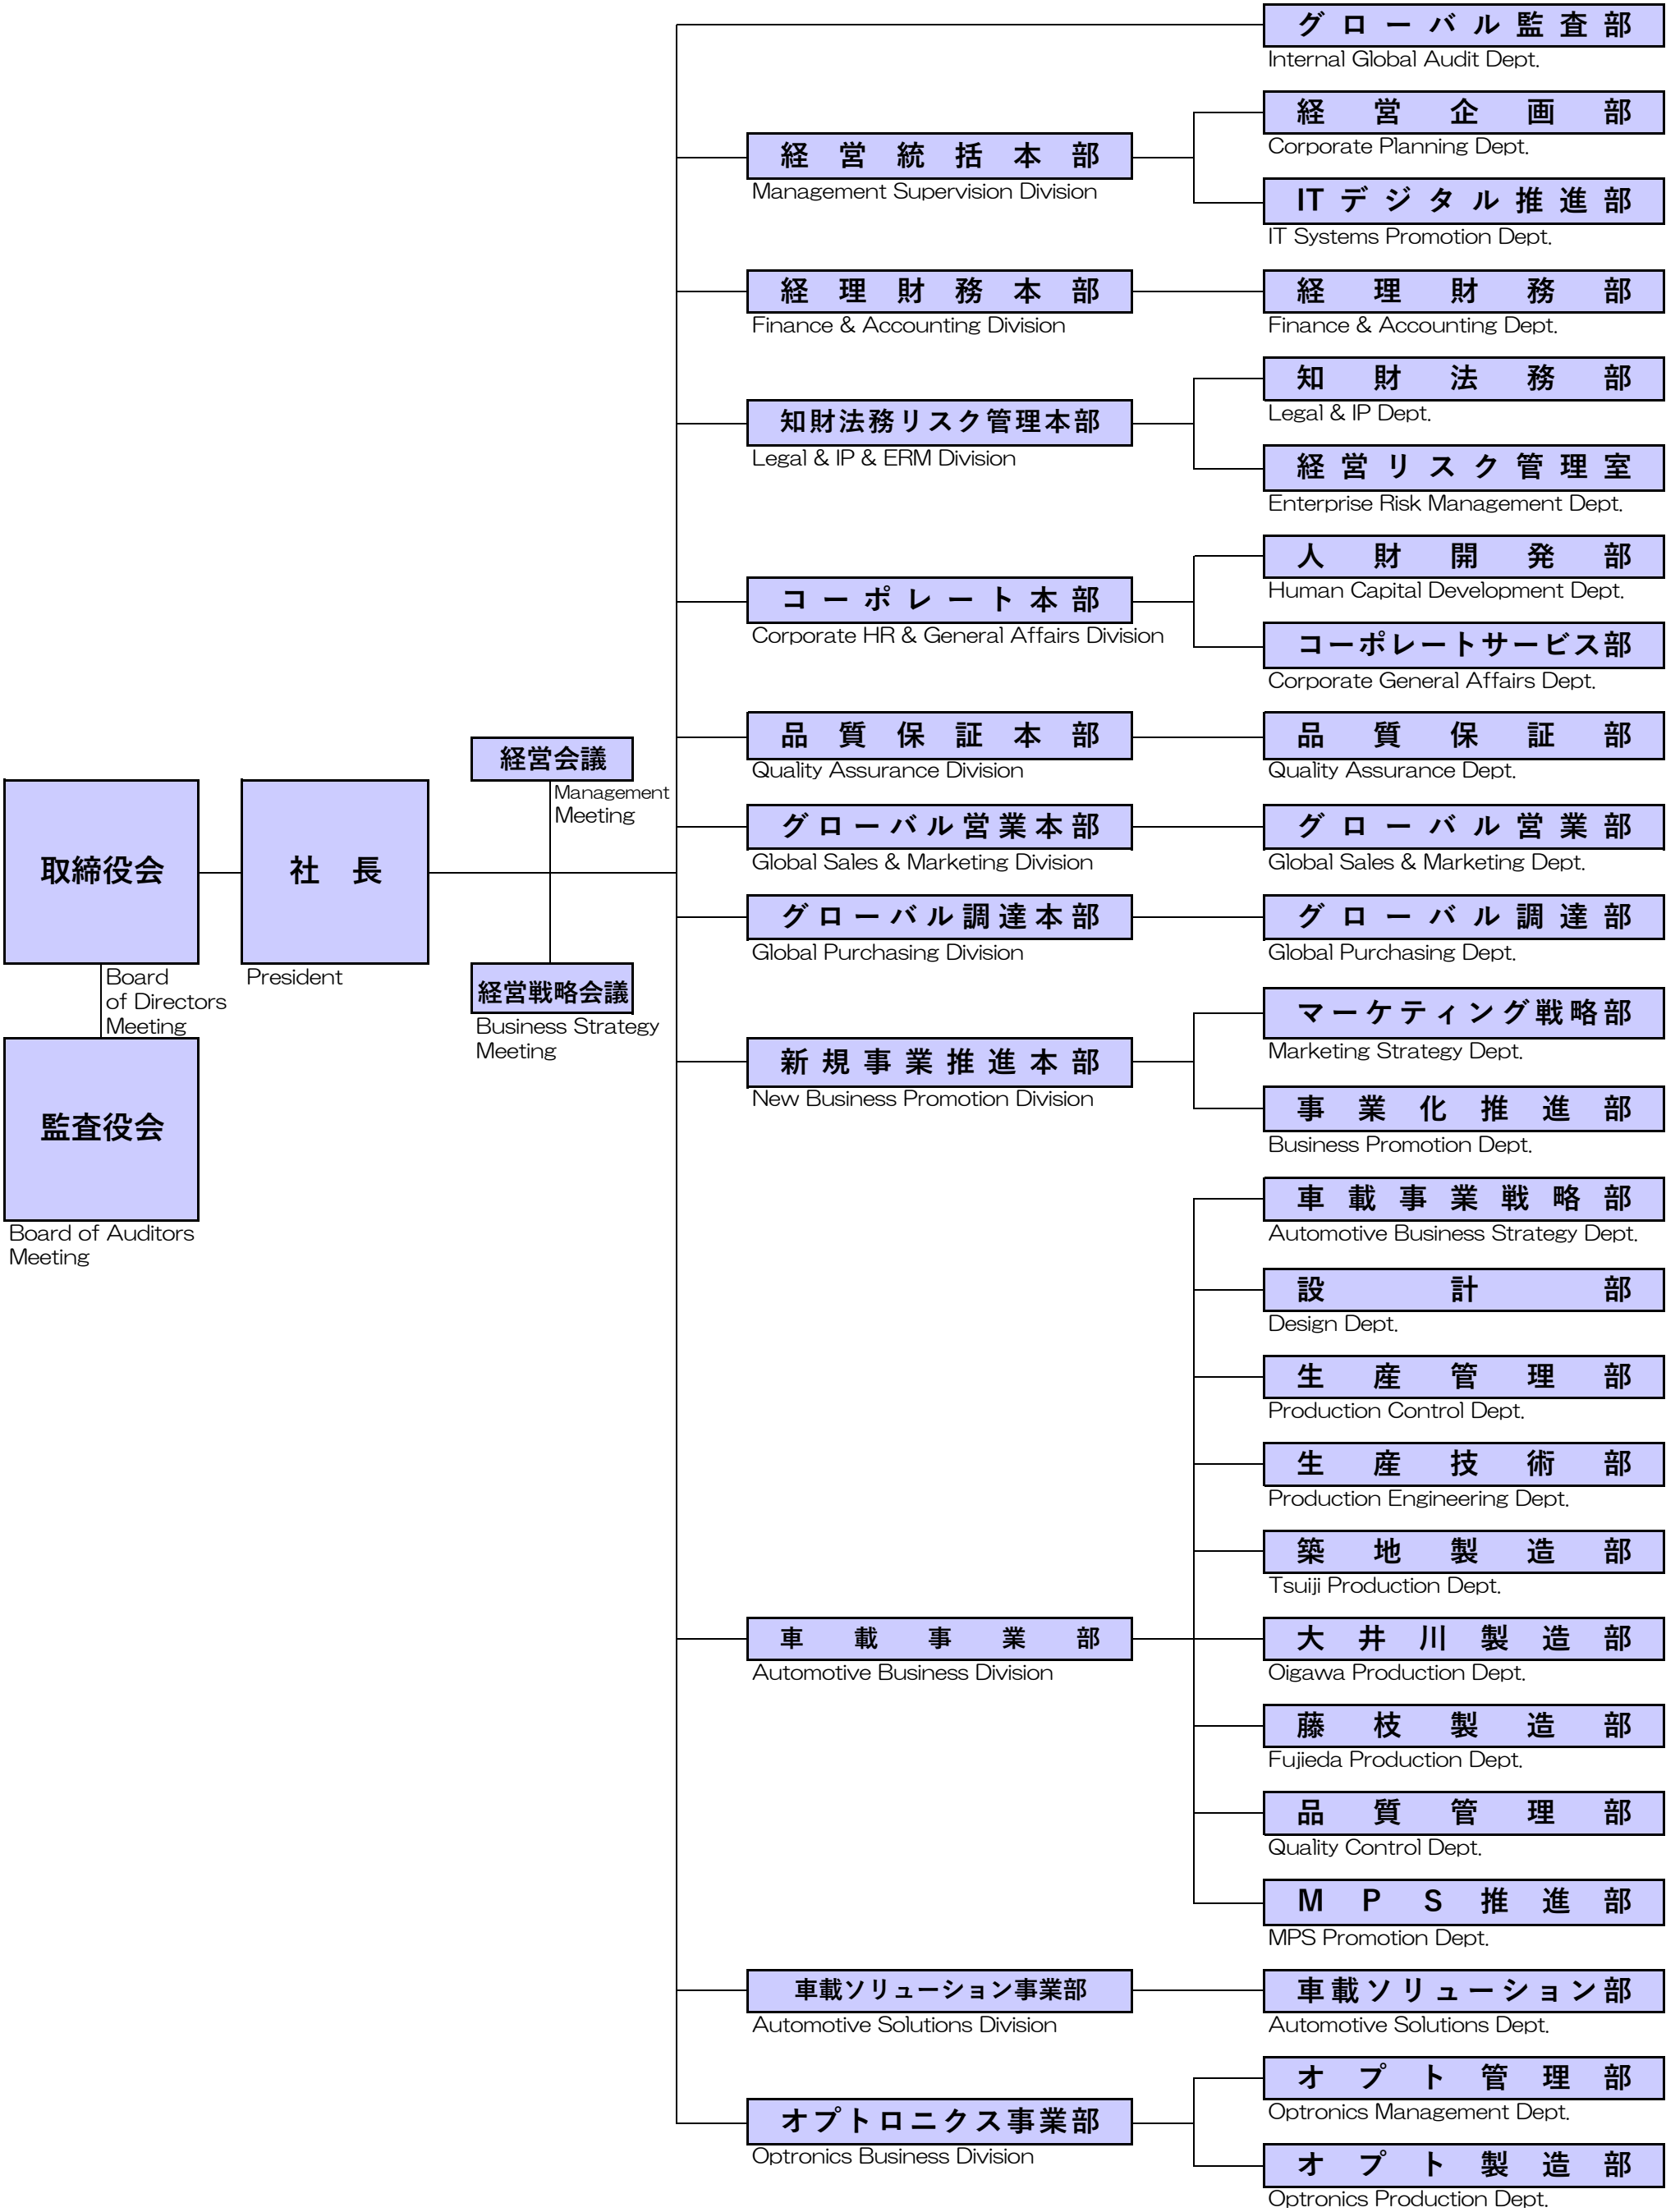 グローバル監査部
Internal Global Audit Dept.
経営企画部
Corporate Planning Dept.
経営統括本部
Management Supervision Division
ITデジタル推進部
IT Systems Promotion Dept.
経理財務本部
Finance & Accounting Division
経理財務部
Finance & Accounting Dept.
知財法務部
Legal & IP Dept.
知財法務リスク管理本部
Legal & IP & ERM Division
経営リスク管理室
Enterprise Risk Management Dept.
人財開発部
Human Capital Development Dept.
コーポレート本部
Corporate HR & General Affairs Division
コーポレートサービス部
Corporate General Affairs Dept.
品質保証本部
Quality Assurance Division
品質保証部
Quality Assurance Dept.
経営会議
Management
Meeting
グローバル営業本部
Global Sales & Marketing Division
グローバル営業部
Global Sales & Marketing Dept.
取締役会
Board
of Directors
Meeting
社長
President
グローバル調達本部
Global Purchasing Division
グローバル調達部
Global Purchasing Dept.
経営戦略会議
Business Strategy
Meeting
マーケティング戦略部
Marketing Strategy Dept.
新規事業推進本部
New Business Promotion Division
事業化推進部
Business Promotion Dept.
監査役会
Board of Auditors
Meeting
車載事業戦略部
Automotive Business Strategy Dept.
設計部
Design Dept.
生産管理部
Production Control Dept.
生産技術部
Production Engineering Dept.
築地製造部
Tsuiji Production Dept.
車載事業部
Automotive Business Division
大井川製造部
Oigawa Production Dept.
藤枝製造部
Fujieda Production Dept.
品質管理部
Quality Control Dept.
MPS推進部
MPS Promotion Dept.
車載ソリューション事業部
Automotive Solutions Division
車載ソリューション部
Automotive Solutions Dept.
オプト管理部
Optronics Management Dept.
オプトロニクス事業部
Optronics Business Division
オプト製造部
Optronics Production Dept.